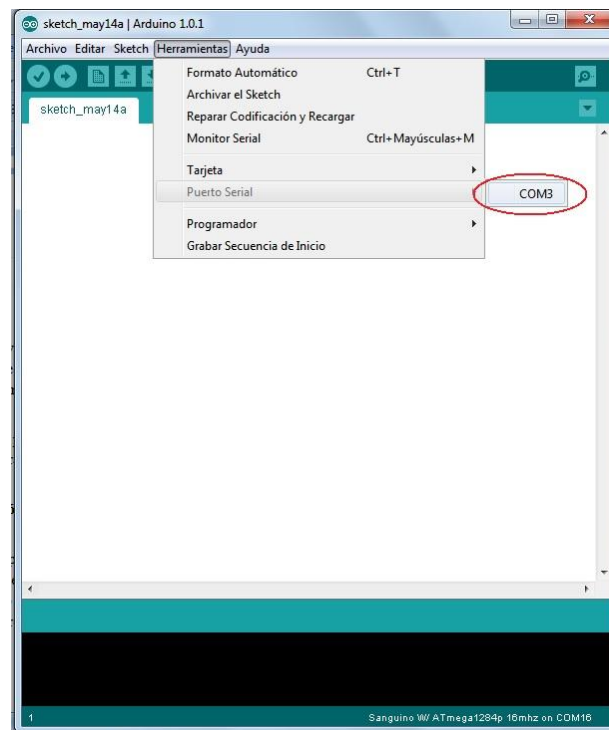 sketch_may14a | Arduino 1.0.1
Archivo Editar Sketch Herramientas Ayuda
Formato Automático Ctrl+T
Archivar el Sketch
sketch_may14a
Reparar Codificación y Recargar
Monitor Serial Ctrl+Mayúsculas+M
Tarjeta
Puerto Serial COM3
Programador
Grabar Secuencia de Inicio
1 Sanguino W/ ATmega1284p 16mhz on COM16